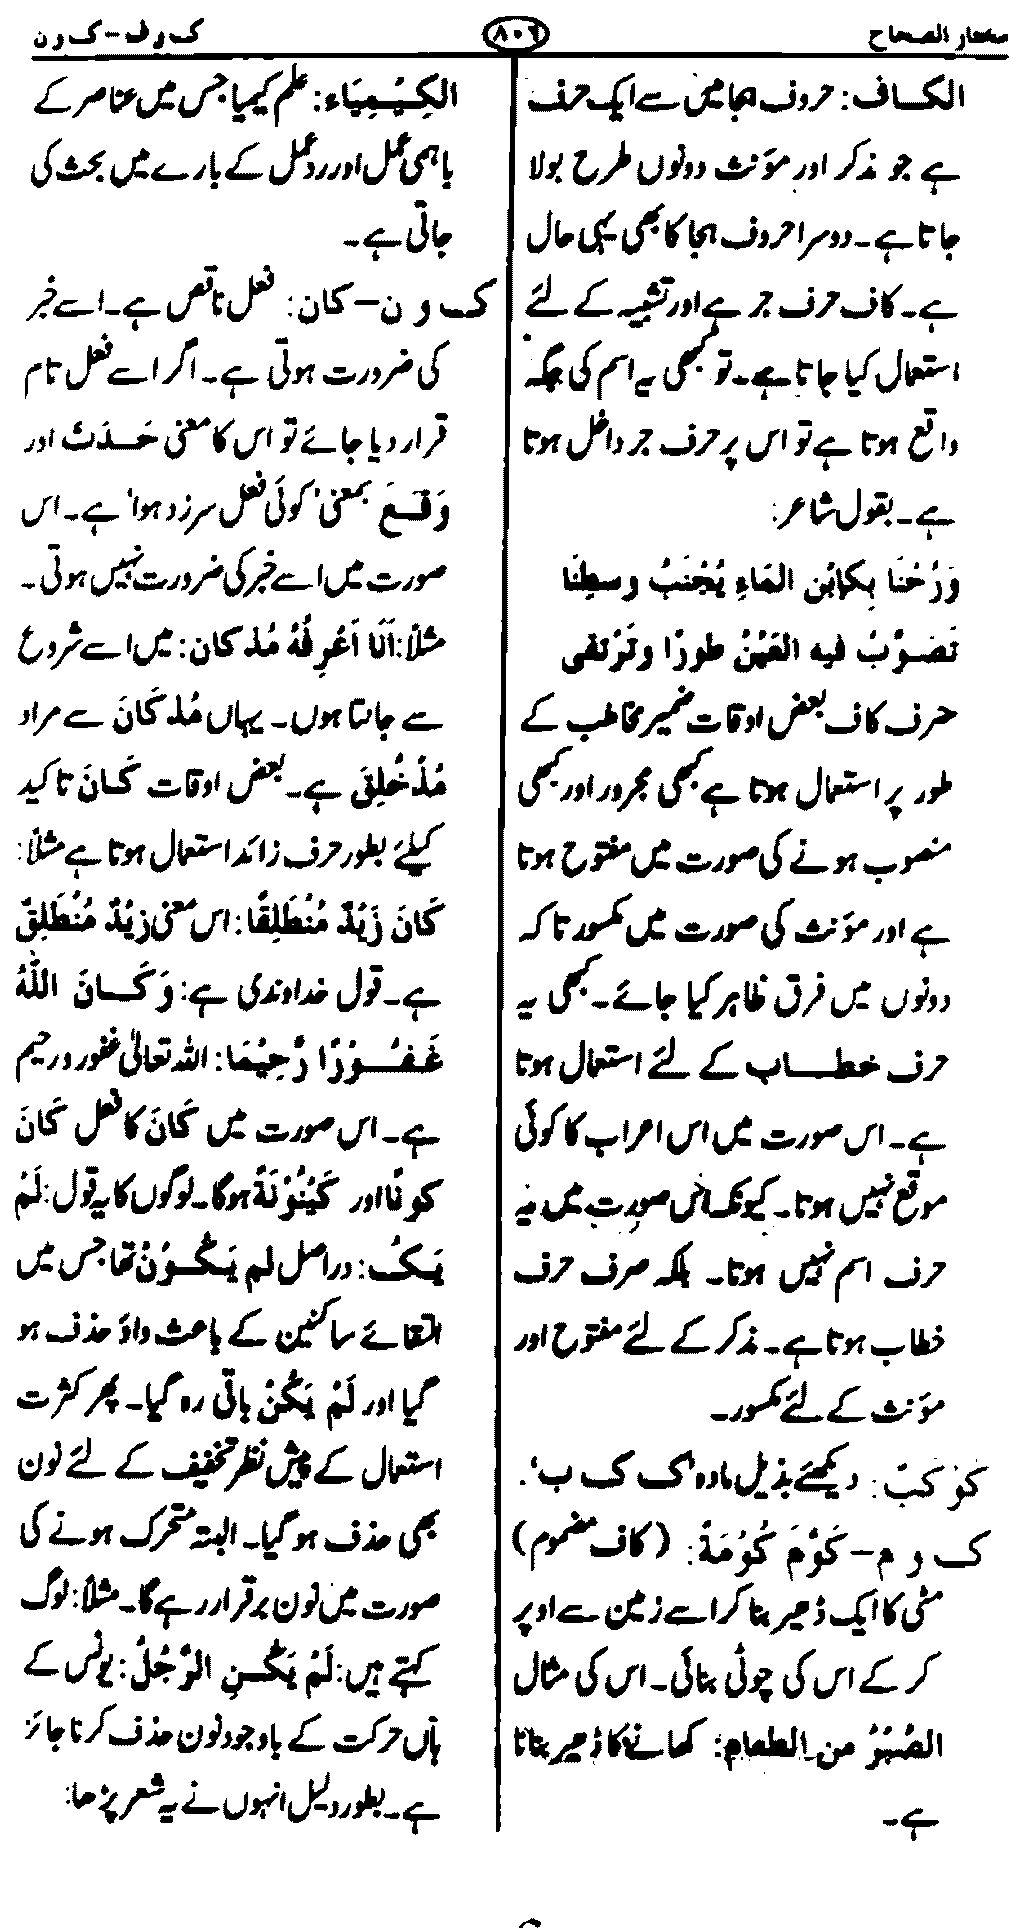 مختار الصحاح
۸۰۶
ک و ف – ک و ن
الکاف: حروف ہجا میں سے ایک حرف
ہے جو مذکر اور مؤنث دونوں طرح بولا
جاتا ہے۔ دوسرا حروف ہجا کا بھی یہی حال
ہے۔ کاف حرف جر ہے اور تشبیہ کے لئے
استعمال کیا جاتا ہے۔ تو کبھی یہ اسم کی جگہ
واقع ہوتا ہے تو اس پر حرف جر داخل ہوتا
ہے۔ بقول شاعر:
وَرُحْنَا بِکابْنِ المَاءِ یُجْنَبُ وسطنَا
تَصَوَّبُ فیه العَیْنُ طورًا وتَرْتقی
حرف کاف بعض اوقات ضمیر مخاطب کے
طور پر استعمال ہوتا ہے کبھی مجرور اور کبھی
منصوب ہونے کی صورت میں مفتوح ہوتا
ہے اور مؤنث کی صورت میں مکسور تاکہ
دونوں میں فرق ظاہر کیا جائے۔ کبھی یہ
حرف خطاب کے لئے استعمال ہوتا
ہے۔ اس صورت میں اس اعراب کا کوئی
موقع نہیں ہوتا۔ کیونکہ اس صورت میں یہ
حرف اسم نہیں ہوتا۔ بلکہ صرف حرف
خطاب ہوتا ہے۔ مذکر کے لئے مفتوح اور
مؤنث کے لئے مکسور۔
کَوْکَبٌ: دیکھئے بذیل مادہ 'ک ک ب'.
ک و م – کَوَّمَ کُوْمَةً: (کاف مضموم)
مٹی کا ایک ڈھیر بنا کر اسے زمین سے اوپر
کر کے اس کی چوٹی بنائی۔ اس کی مثال
الصُّبْرُ من الطعام: کھانے کا ڈھیر بنانا
ہے۔
الکِیْمِیَاء: علم کیمیا جس میں عناصر کے
باہمی عمل اور ردعمل کے بارے میں بحث کی
جاتی ہے۔
ک و ن – کان: فعل ناقص ہے۔ اسے خبر
کی ضرورت ہوتی ہے۔ اگر اسے فعل تام
قرار دیا جائے تو اس کا معنی حَدَثَ اور
وَقَعَ بمعنی 'کوئی فعل سرزد ہوا' ہے۔ اس
صورت میں اسے خبر کی ضرورت نہیں ہوتی۔
مثلاً: اَنَا اَعْرِفُهُ مُذ کان: میں اسے شروع
سے جانتا ہوں۔ یہاں مُذ کَانَ سے مراد
مُذْ خُلِقَ ہے۔ بعض اوقات کَانَ تاکید
کیلئے بطور حرف زائد استعمال ہوتا ہے مثلاً:
کَانَ زَیْدٌ مُنْطَلِقًا: اس معنی زَیْدٌ مُنْطَلِقٌ
ہے۔ قول خداوندی ہے: وَکَانَ اللّٰهُ
غَفُوْرًا رَّحِیْمًا: اللہ تعالیٰ غفور و رحیم
ہے۔ اس صورت میں کَانَ کا فعل کَانَ
کونًا اور کَیْنُوْنَةً ہوگا۔ لوگوں کا یہ قول: لَمْ
یَکُ: دراصل لم یَکُوْنْ تھا جس میں
التقائے ساکنین کے باعث واؤ حذف ہو
گیا اور لَمْ یَکُنْ باقی رہ گیا۔ پھر کثرت
استعمال کے پیش نظر تخفیف کے لئے نون
بھی حذف ہو گیا۔ البتہ متحرک ہونے کی
صورت میں نون برقرار رہے گا۔ مثلاً: لوگ
کہتے ہیں: لَمْ یَکُنِ الرَّجُلُ: یونس کے
ہاں حرکت کے باوجود نون حذف کرنا جائز
ہے۔ بطور دلیل انہوں نے یہ شعر پڑھا: